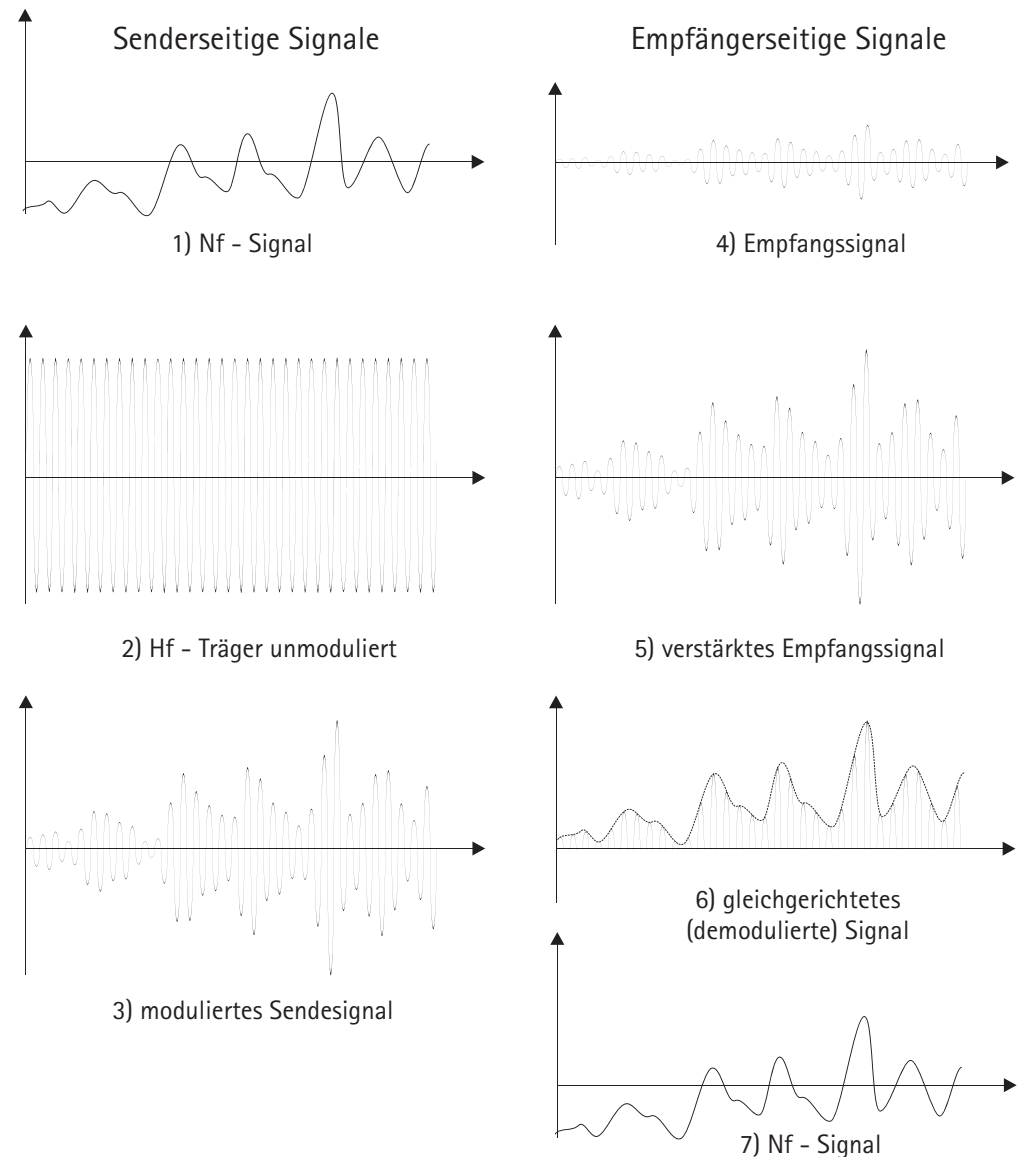 Senderseitige Signale
1) Nf - Signal
2) Hf - Träger unmoduliert
3) moduliertes Sendesignal
Empfängerseitige Signale
4) Empfangssignal
5) verstärktes Empfangssignal
6) gleichgerichtetes
(demodulierte) Signal
7) Nf - Signal